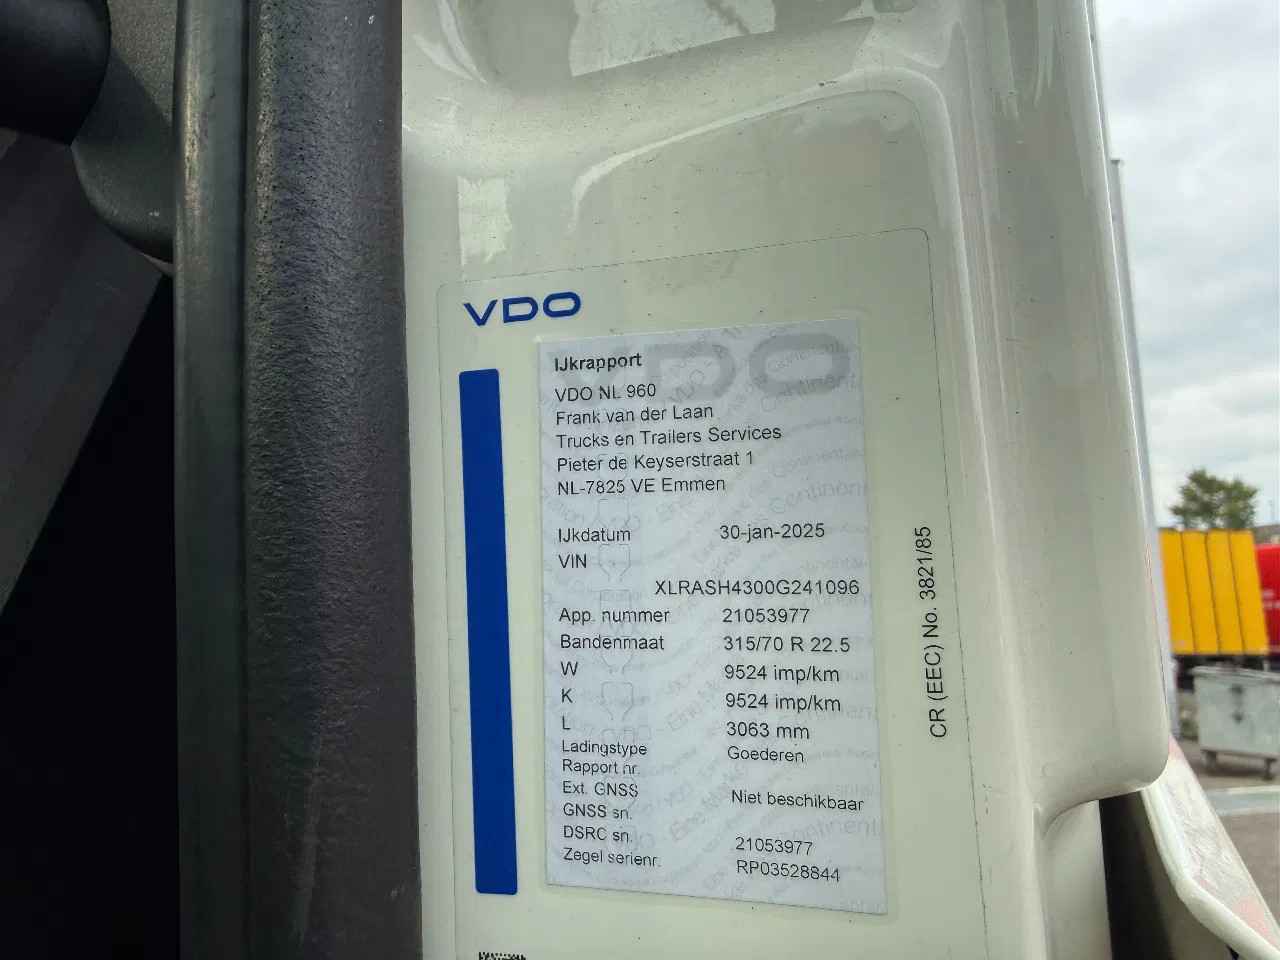 VDO
IJkrapport
VDO NL 960
Frank van der Laan
Trucks en Trailers Services
Pieter de Keyserstraat 1
NL-7825 VE Emmen
IJkdatum 30-jan-2025
VIN
XLRASH4300G241096
App. nummer 21053977
Bandenmaat 315/70 R 22.5
W 9524 imp/km
K 9524 imp/km
L 3063 mm
Ladingstype Goederen
Rapport nr.
Ext. GNSS Niet beschikbaar
GNSS sn.
DSRC sn. 21053977
Zegel serienr. RP03528844
CR (EEC) No. 3821/85